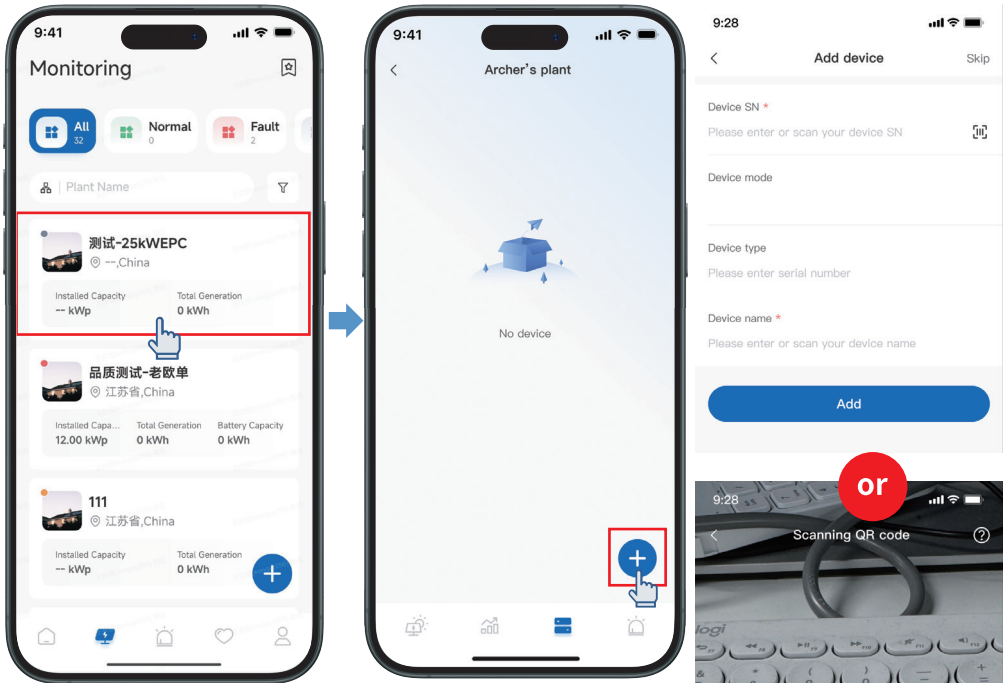 9:41
Monitoring
All
32
Normal
0
Fault
2
Plant Name
测试-25kWEPC
--,China
Installed Capacity
-- kWp
Total Generation
0 kWh
品质测试-老欧单
江苏省,China
Installed Capa...
12.00 kWp
Total Generation
0 kWh
Battery Capacity
0 kWh
111
江苏省,China
Installed Capacity
-- kWp
Total Generation
0 kWh
9:41
Archer's plant
No device
9:28
Add device
Skip
Device SN *
Please enter or scan your device SN
Device mode
Device type
Please enter serial number
Device name *
Please enter or scan your device name
Add
or
9:28
Scanning QR code
logi